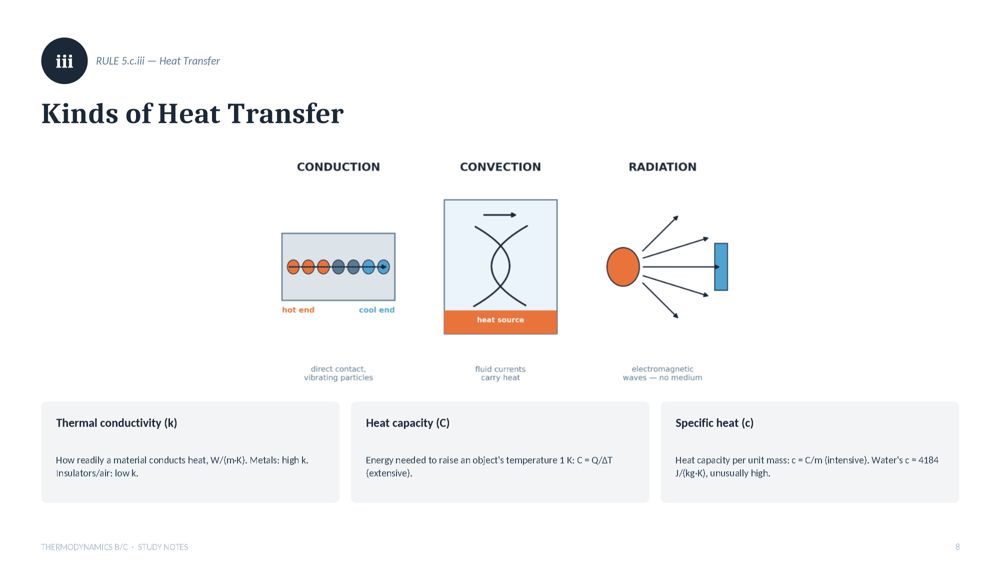 iii
RULE 5.c.iii — Heat Transfer
Kinds of Heat Transfer
CONDUCTION
CONVECTION
RADIATION
hot end
cool end
heat source
direct contact,
vibrating particles
fluid currents
carry heat
electromagnetic
waves — no medium
Thermal conductivity (k)
How readily a material conducts heat, W/(m·K). Metals: high k.
Insulators/air: low k.
Heat capacity (C)
Energy needed to raise an object's temperature 1 K: C = Q/ΔT
(extensive).
Specific heat (c)
Heat capacity per unit mass: c = C/m (intensive). Water's c ≈ 4184
J/(kg·K), unusually high.
THERMODYNAMICS B/C · STUDY NOTES
8